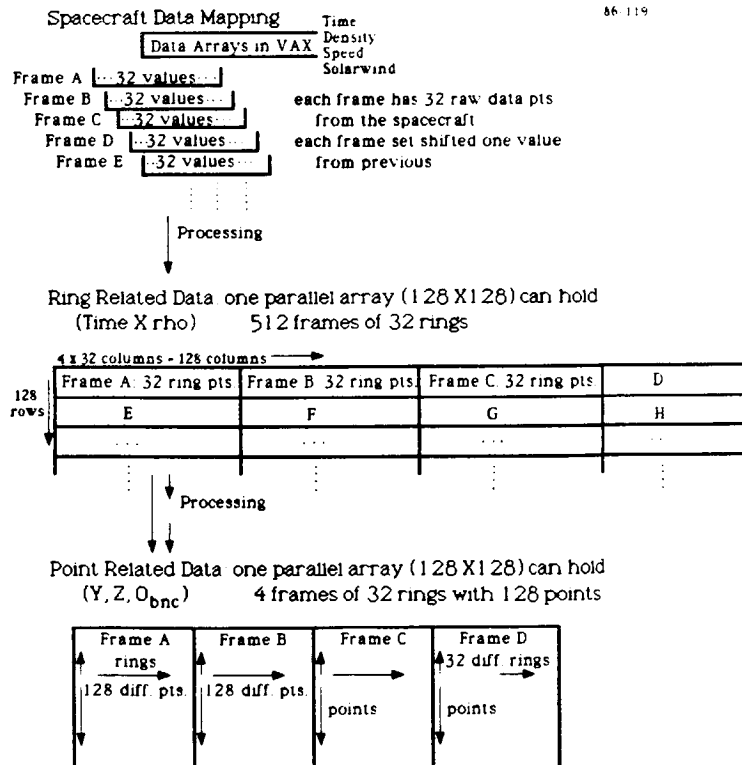 86-119
Spacecraft Data Mapping
Data Arrays in VAX
Time
Density
Speed
Solarwind
Frame A ...32 values...
Frame B ...32 values...
Frame C ...32 values...
Frame D ...32 values...
Frame E ...32 values...
each frame has 32 raw data pts
from the spacecraft
each frame set shifted one value
from previous
Processing
Ring Related Data: one parallel array (128 X128) can hold
(Time X rho) 512 frames of 32 rings
4 x 32 columns - 128 columns
128
rows
Frame A: 32 ring pts. Frame B: 32 ring pts. Frame C: 32 ring pts. D
E F G H
... ... ... ..
Processing
Point Related Data: one parallel array (128 X128) can hold
(Y, Z, O_bnc) 4 frames of 32 rings with 128 points
Frame A Frame B Frame C Frame D
rings 32 diff. rings
128 diff. pts. 128 diff. pts.
points points